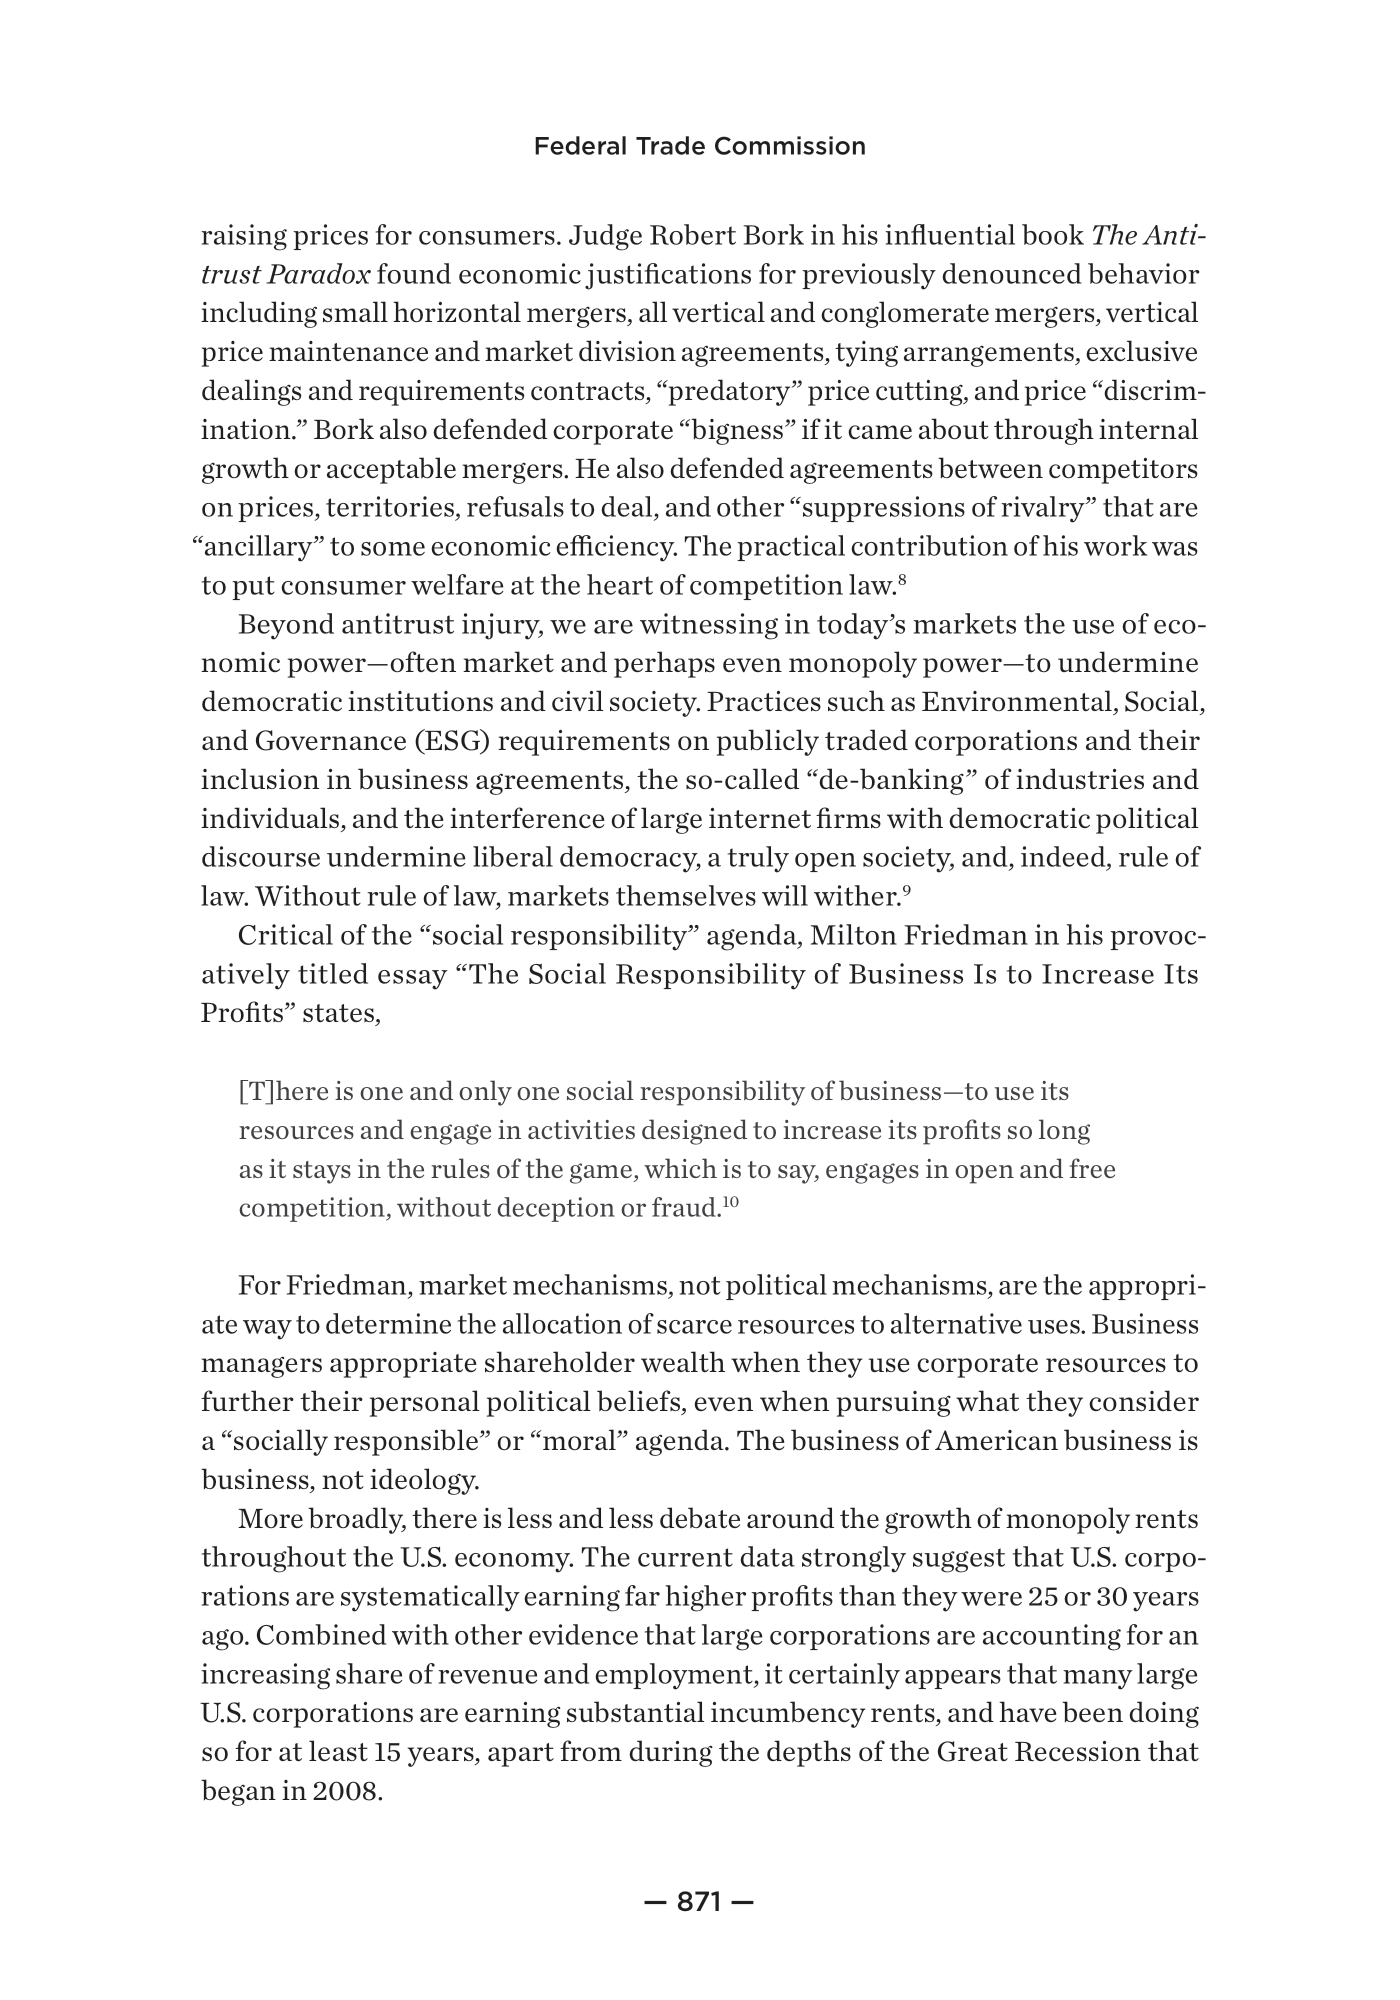 Federal Trade Commission
raising prices for consumers. Judge Robert Bork in his influential book The Anti-
trust Paradox found economic justifications for previously denounced behavior
including small horizontal mergers, all vertical and conglomerate mergers, vertical
price maintenance and market division agreements, tying arrangements, exclusive
dealings and requirements contracts, “predatory” price cutting, and price “discrim-
ination.” Bork also defended corporate “bigness” if it came about through internal
growth or acceptable mergers. He also defended agreements between competitors
on prices, territories, refusals to deal, and other “suppressions of rivalry” that are
“ancillary” to some economic efficiency. The practical contribution of his work was
to put consumer welfare at the heart of competition law.⁸
Beyond antitrust injury, we are witnessing in today’s markets the use of eco-
nomic power—often market and perhaps even monopoly power—to undermine
democratic institutions and civil society. Practices such as Environmental, Social,
and Governance (ESG) requirements on publicly traded corporations and their
inclusion in business agreements, the so-called “de-banking” of industries and
individuals, and the interference of large internet firms with democratic political
discourse undermine liberal democracy, a truly open society, and, indeed, rule of
law. Without rule of law, markets themselves will wither.⁹
Critical of the “social responsibility” agenda, Milton Friedman in his provoc-
atively titled essay “The Social Responsibility of Business Is to Increase Its
Profits” states,
[T]here is one and only one social responsibility of business—to use its
resources and engage in activities designed to increase its profits so long
as it stays in the rules of the game, which is to say, engages in open and free
competition, without deception or fraud.¹⁰
For Friedman, market mechanisms, not political mechanisms, are the appropri-
ate way to determine the allocation of scarce resources to alternative uses. Business
managers appropriate shareholder wealth when they use corporate resources to
further their personal political beliefs, even when pursuing what they consider
a “socially responsible” or “moral” agenda. The business of American business is
business, not ideology.
More broadly, there is less and less debate around the growth of monopoly rents
throughout the U.S. economy. The current data strongly suggest that U.S. corpo-
rations are systematically earning far higher profits than they were 25 or 30 years
ago. Combined with other evidence that large corporations are accounting for an
increasing share of revenue and employment, it certainly appears that many large
U.S. corporations are earning substantial incumbency rents, and have been doing
so for at least 15 years, apart from during the depths of the Great Recession that
began in 2008.
— 871 —